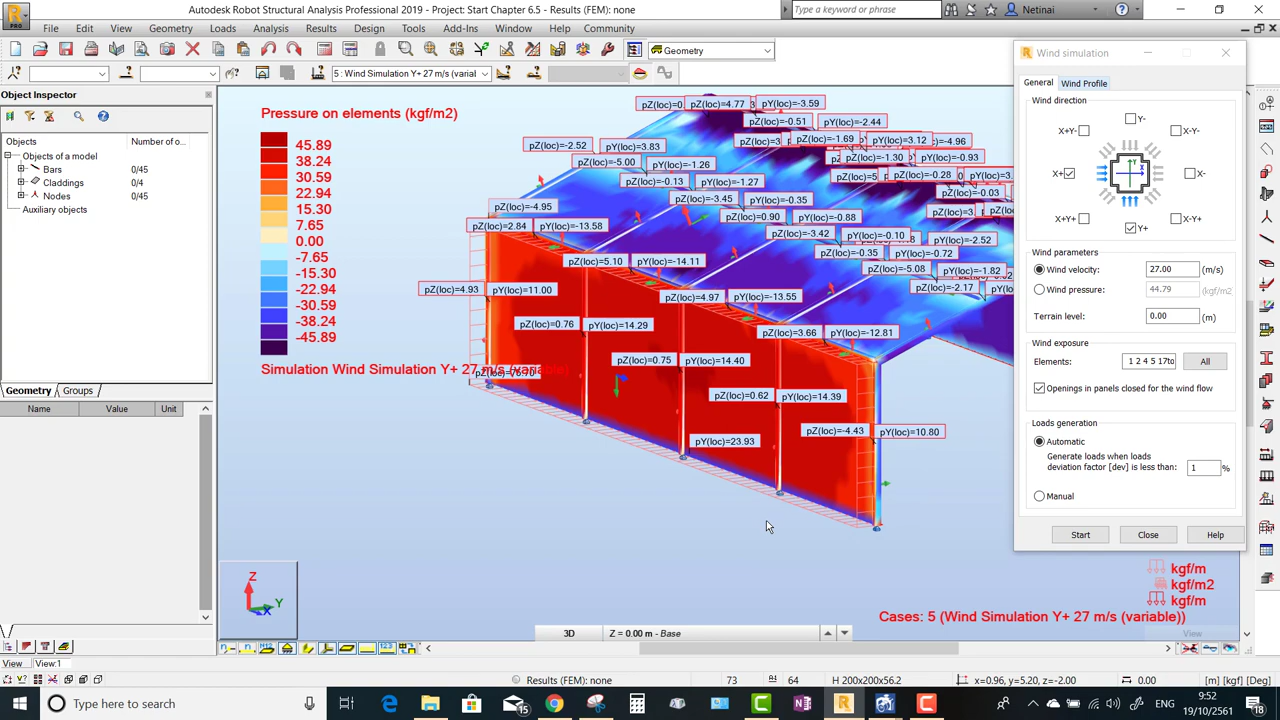 Autodesk Robot Structural Analysis Professional 2019 - Project: Start Chapter 6.5 - Results (FEM): none
Type a keyword or phrase
Netinai
PRO
File Edit View Geometry Loads Analysis Results Design Tools Add-Ins Window Help Community
Geometry
5 : Wind Simulation Y+ 27 m/s (varial
Object Inspector
Objects Number of o...
Objects of a model
Bars 0/45
Claddings 0/4
Nodes 0/45
Auxiliary objects
Geometry Groups
Name Value Unit
View View:1
Pressure on elements (kgf/m2)
45.89
38.24
30.59
22.94
15.30
7.65
0.00
-7.65
-15.30
-22.94
-30.59
-38.24
-45.89
Simulation Wind Simulation Y+ 27 m/s (variable)
pZ(loc)=0. pZ(loc)=4.77 pY(loc)=-3.59
pZ(loc)=-0.51 pY(loc)=-2.44
pZ(loc)=-2.52 pY(loc)=3.83 pZ(loc)=-1.69 pY(loc)=3.12
pZ(loc)=-5.00 pY(loc)=-1.26 pZ(loc)=-1.30 pY(loc)=-0.93
pZ(loc)=-0.13 pY(loc)=-1.27 pZ(loc)=-0.28
pZ(loc)=-3.45 pY(loc)=-0.35 pZ(loc)=-0.03
pZ(loc)=-4.95 pZ(loc)=0.90 pY(loc)=-0.88
pZ(loc)=2.84 pY(loc)=-13.58 pZ(loc)=-3.42 pY(loc)=-0.10 pZ(loc)=-2.52
pZ(loc)=-0.35 pY(loc)=-0.72
pZ(loc)=5.10 pY(loc)=-14.11 pZ(loc)=-5.08 pY(loc)=-1.82
pZ(loc)=4.93 pY(loc)=11.00 pZ(loc)=4.97 pY(loc)=-13.55 pZ(loc)=-2.17
pZ(loc)=0.76 pY(loc)=14.29 pZ(loc)=3.66 pY(loc)=-12.81
pZ(loc)=0.75 pY(loc)=14.40
pZ(loc)=0.62 pY(loc)=14.39
pY(loc)=23.93 pZ(loc)=-4.43 pY(loc)=10.80
kgf/m
kgf/m2
kgf/m
Cases: 5 (Wind Simulation Y+ 27 m/s (variable))
View
Z
Y
X
3D Z = 0.00 m - Base
Wind simulation
General Wind Profile
Wind direction
Y-
X+Y- X-Y-
X+ X-
X+Y+ X-Y+
Y+
Wind parameters
Wind velocity: 27.00 (m/s)
Wind pressure: 44.79 (kgf/m2)
Terrain level: 0.00 (m)
Wind exposure
Elements: 1 2 4 5 17to All
Openings in panels closed for the wind flow
Loads generation
Automatic
Generate loads when loads
deviation factor [dev] is less than: 1 %
Manual
Start Close Help
Results (FEM): none 73 64 H 200x200x56.2 x=0.96, y=5.20, z=-2.00 0.00 [m] [kgf] [Deg]
Type here to search
15
ENG
9:52
19/10/2561
18